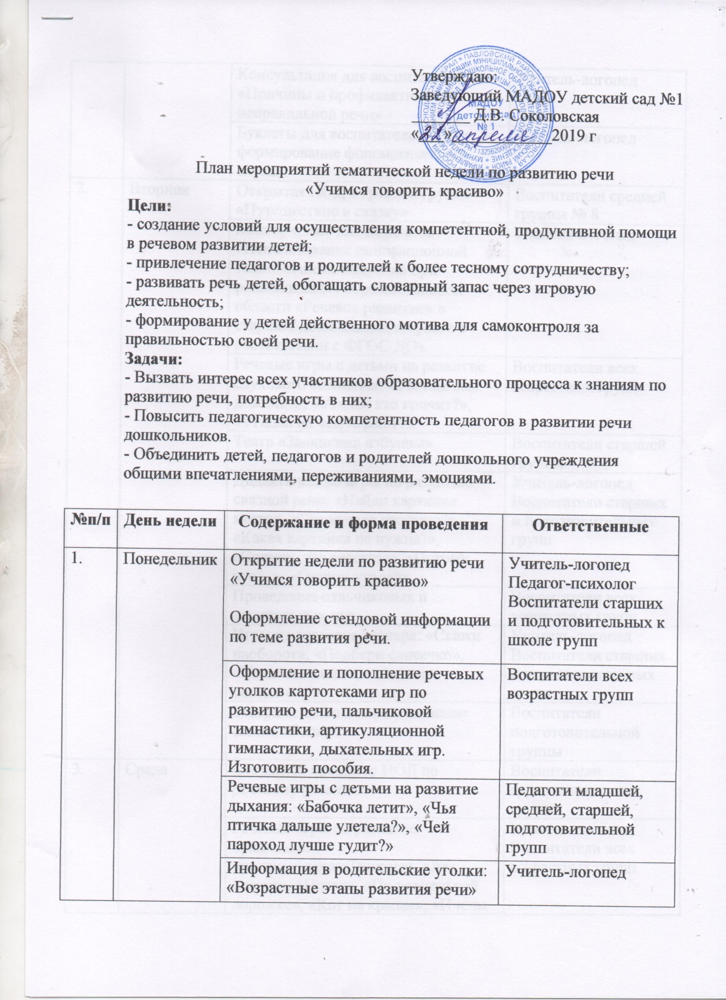 Утверждаю:
Заведующий МАДОУ детский сад №1
________ Д.В. Соколовская
«22» апреля 2019 г
МАДОУ
детский сад
№ 1
План мероприятий тематической недели по развитию речи
«Учимся говорить красиво»
Цели:
- создание условий для осуществления компетентной, продуктивной помощи
в речевом развитии детей;
- привлечение педагогов и родителей к более тесному сотрудничеству;
- развивать речь детей, обогащать словарный запас через игровую
деятельность;
- формирование у детей действенного мотива для самоконтроля за
правильностью своей речи.
Задачи:
- Вызвать интерес всех участников образовательного процесса к знаниям по
развитию речи, потребность в них;
- Повысить педагогическую компетентность педагогов в развитии речи
дошкольников.
- Объединить детей, педагогов и родителей дошкольного учреждения
общими впечатлениями, переживаниями, эмоциями.
№п/п День недели Содержание и форма проведения Ответственные
1. Понедельник
Открытие недели по развитию речи
«Учимся говорить красиво»
Оформление стендовой информации
по теме развития речи.
Учитель-логопед
Педагог-психолог
Воспитатели старших
и подготовительных к
школе групп
Оформление и пополнение речевых
уголков картотеками игр по
развитию речи, пальчиковой
гимнастики, артикуляционной
гимнастики, дыхательных игр.
Изготовить пособия.
Воспитатели всех
возрастных групп
Речевые игры с детьми на развитие
дыхания: «Бабочка летит», «Чья
птичка дальше улетела?», «Чей
пароход лучше гудит?»
Педагоги младшей,
средней, старшей,
подготовительной
групп
Информация в родительские уголки:
«Возрастные этапы развития речи»
Учитель-логопед